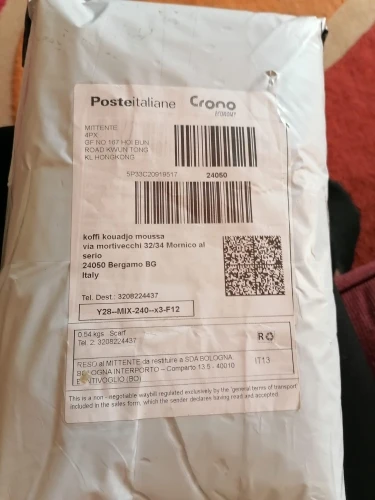 Posteitaliane Crono
ECONOMY
MITTENTE
4PX
GF NO 187 HOI BUN
ROAD KWUN TONG
KL HONGKONG
5P33C20918517 24050
koffi kouadjo moussa
via mortivecchi 32/34 Mornico al
serio
24050 Bergamo BG
Italy
Tel. Dest.: 3208224437
Y28--MIX-240--x3-F12
0.54 kgs : Scarf
Tel. 2: 3208224437
R
RESO al MITTENTE da restituire a SDA BOLOGNA
BOLOGNA INTERPORTO – Comparto 13.5 - 40010
BENTIVOGLIO (BO)
IT13
This is a non - negotiable waybill regulated exclusively by the 'general terms of transport'
included in the sales form, which the sender declares having read and accepted.